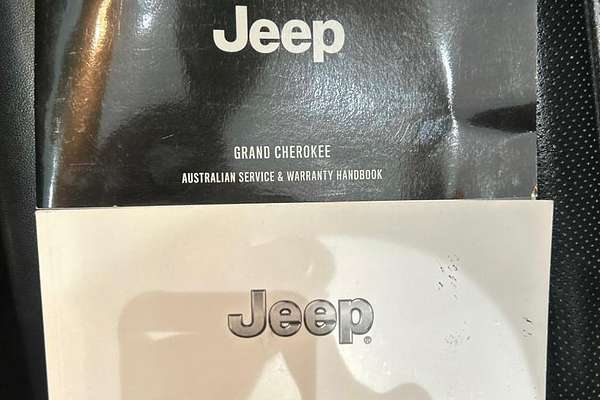 Jeep
GRAND CHEROKEE
AUSTRALIAN SERVICE & WARRANTY HANDBOOK
Jeep®